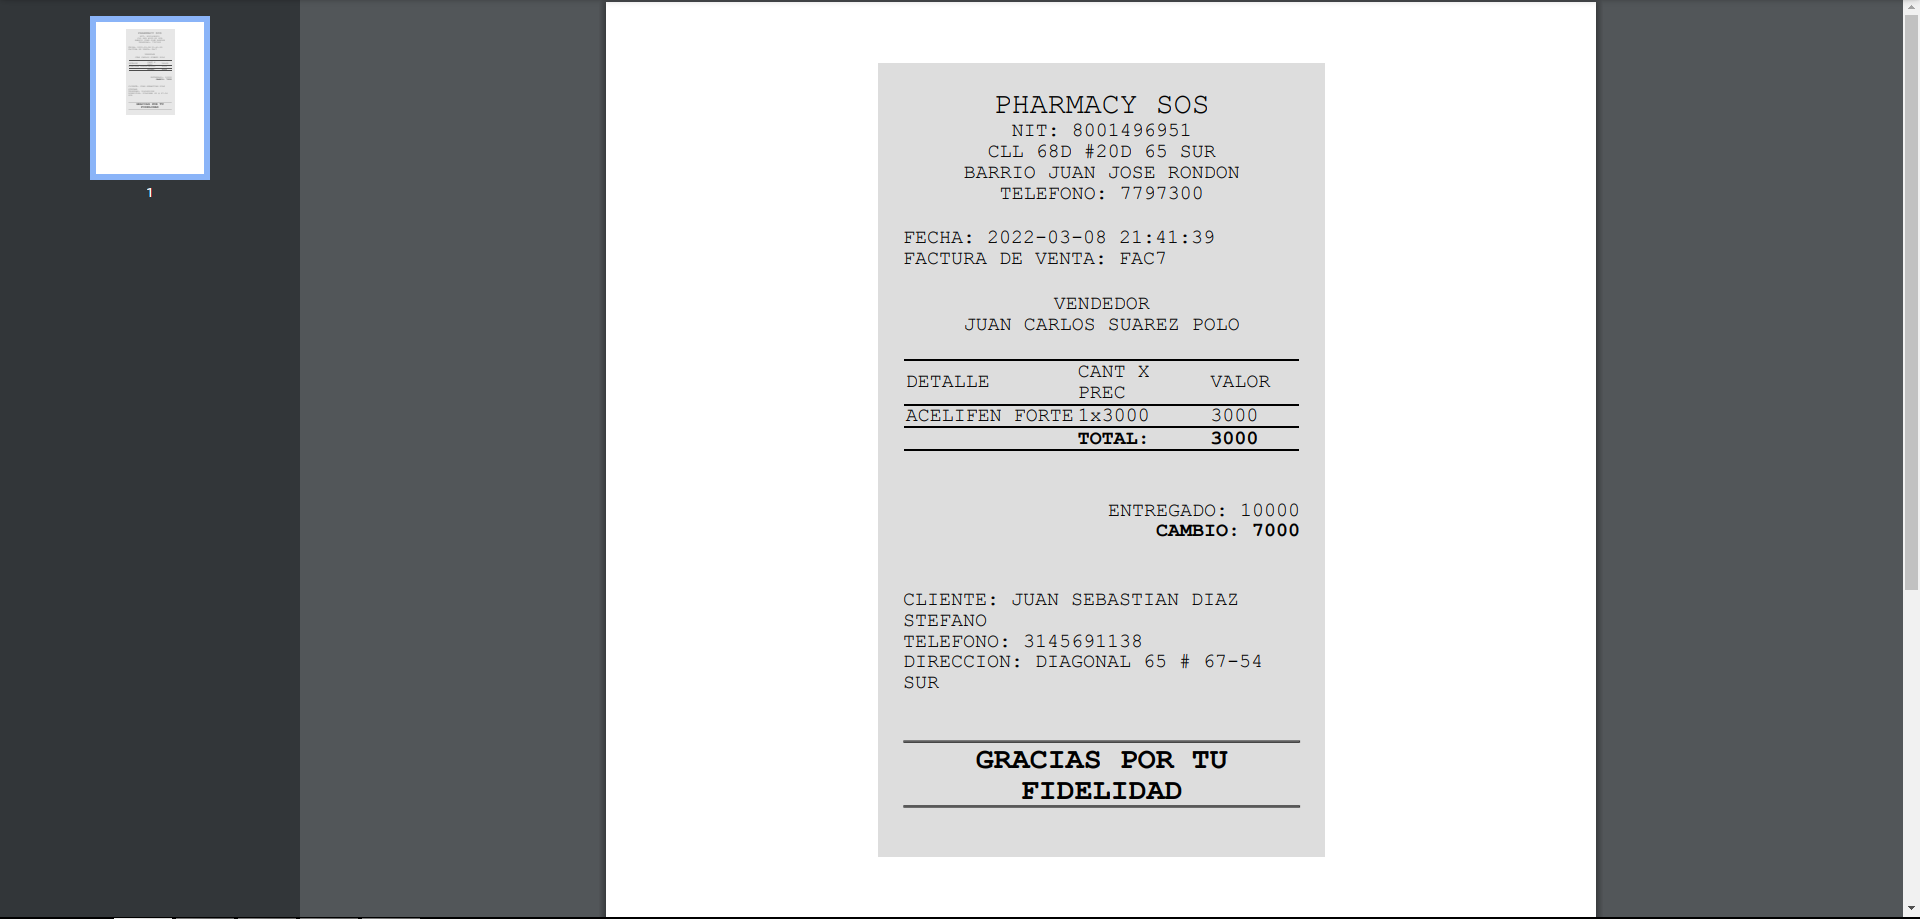 1
PHARMACY SOS
NIT: 8001496951
CLL 68D #20D 65 SUR
BARRIO JUAN JOSE RONDON
TELEFONO: 7797300
FECHA: 2022-03-08 21:41:39
FACTURA DE VENTA: FAC7
VENDEDOR
JUAN CARLOS SUAREZ POLO
DETALLE CANT X PREC VALOR
ACELIFEN FORTE 1x3000 3000
TOTAL: 3000
ENTREGADO: 10000
CAMBIO: 7000
CLIENTE: JUAN SEBASTIAN DIAZ
STEFANO
TELEFONO: 3145691138
DIRECCION: DIAGONAL 65 # 67-54
SUR
GRACIAS POR TU
FIDELIDAD